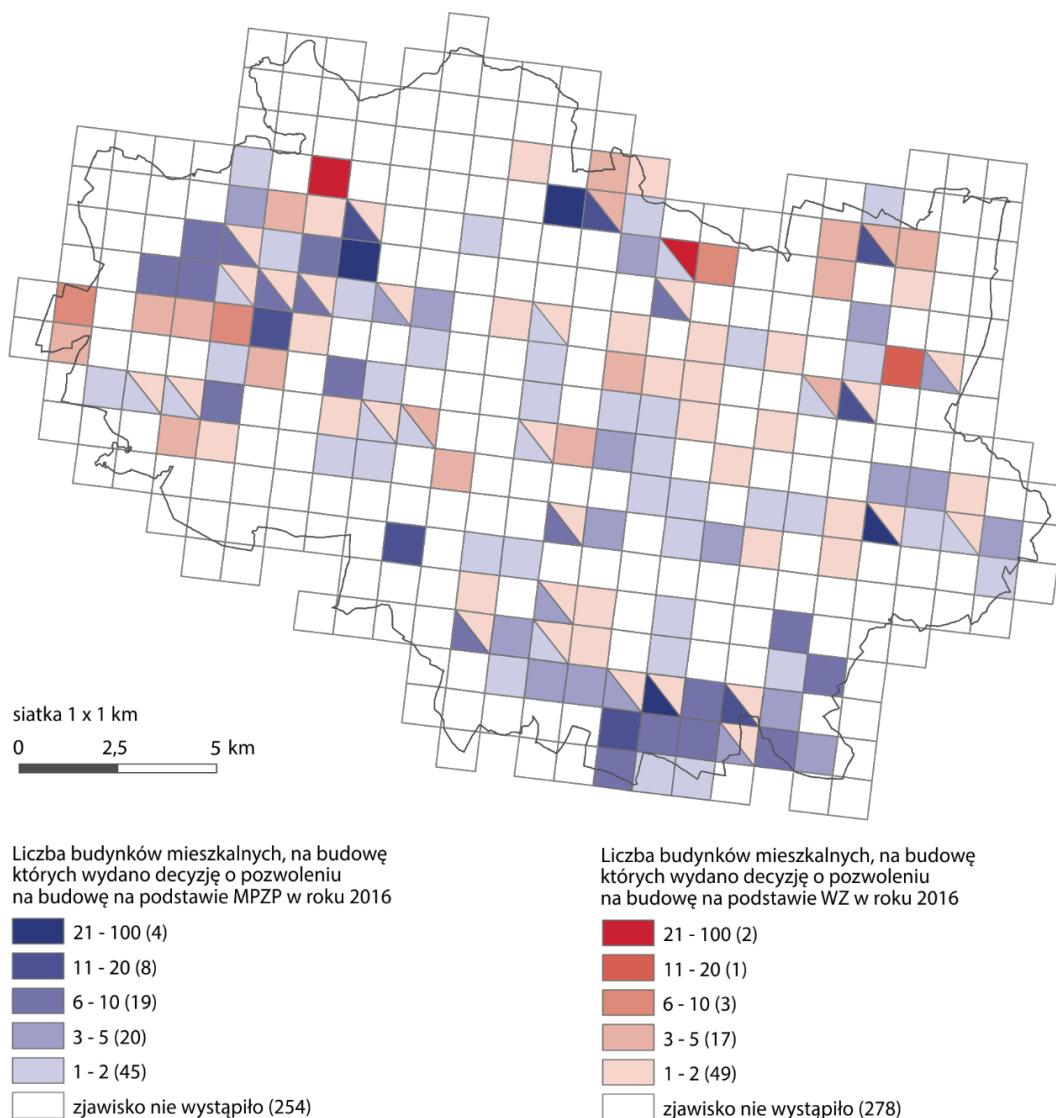 siatka 1 x 1 km
0 2,5 5 km
Liczba budynków mieszkalnych, na budowę
których wydano decyzję o pozwoleniu
na budowę na podstawie MPZP w roku 2016
21 - 100 (4)
11 - 20 (8)
6 - 10 (19)
3 - 5 (20)
1 - 2 (45)
zjawisko nie wystąpiło (254)
Liczba budynków mieszkalnych, na budowę
których wydano decyzję o pozwoleniu
na budowę na podstawie WZ w roku 2016
21 - 100 (2)
11 - 20 (1)
6 - 10 (3)
3 - 5 (17)
1 - 2 (49)
zjawisko nie wystąpiło (278)